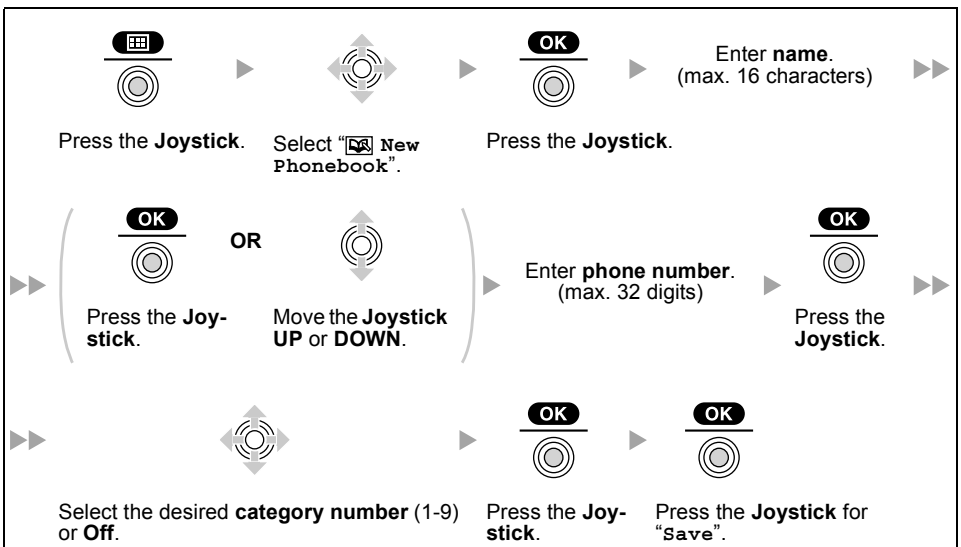 OK
OK
Enter name.
(max. 16 characters)
Press the Joystick.
Select “ New
Phonebook”.
Press the Joystick.
OK
OR
Enter phone number.
(max. 32 digits)
Press the Joy-
stick.
Move the Joystick
UP or DOWN.
Press the
Joystick.
OK
OK
Select the desired category number (1-9)
or Off.
Press the Joy-
stick.
Press the Joystick for
“Save”.